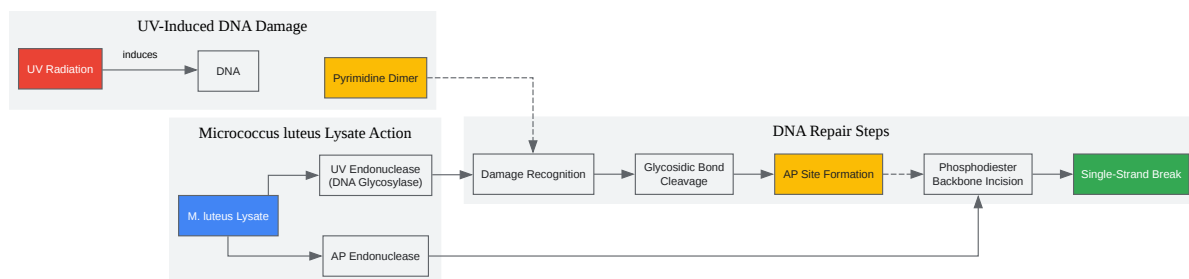 UV-Induced DNA Damage
UV Radiation
induces
DNA
Pyrimidine Dimer
Micrococcus luteus Lysate Action
M. luteus Lysate
UV Endonuclease
(DNA Glycosylase)
AP Endonuclease
DNA Repair Steps
Damage Recognition
Glycosidic Bond
Cleavage
AP Site Formation
Phosphodiester
Backbone Incision
Single-Strand Break